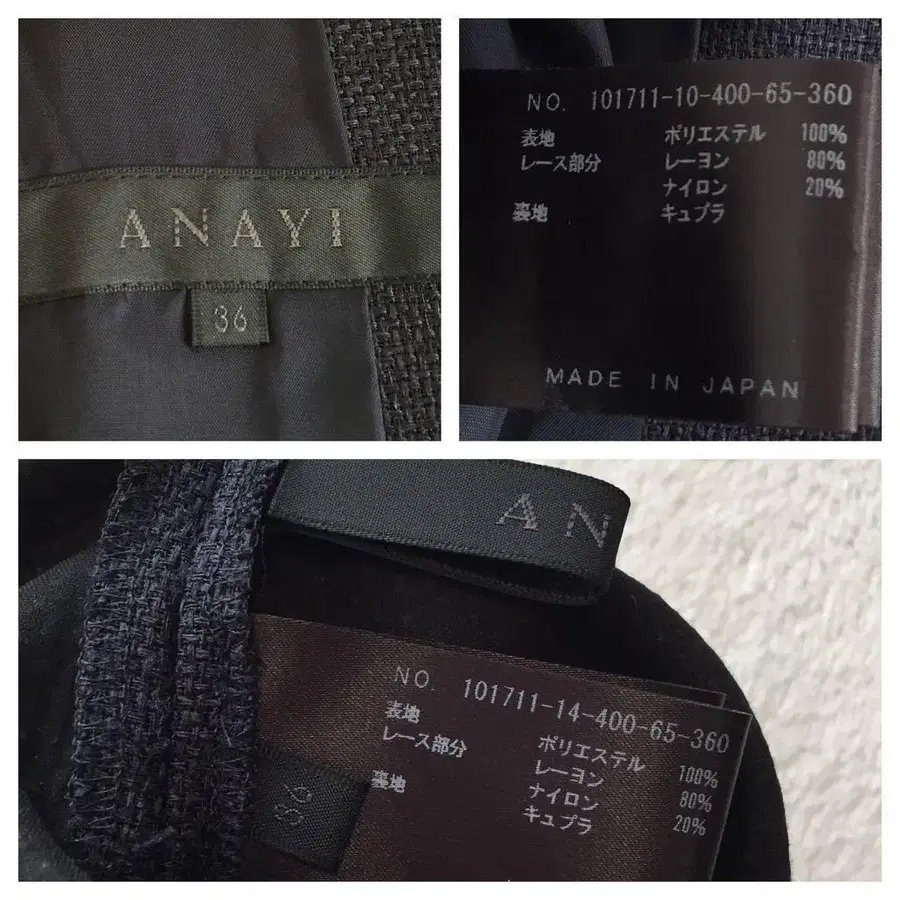 ANAYI
36
NO. 101711-10-400-65-360
表地 ポリエステル 100%
レース部分 レーヨン 80%
ナイロン 20%
裏地 キュプラ
MADE IN JAPAN
AN
NO. 101711-14-400-65-360
表地 ポリエステル 100%
レース部分 レーヨン 80%
ナイロン 20%
裏地 キュプラ
36